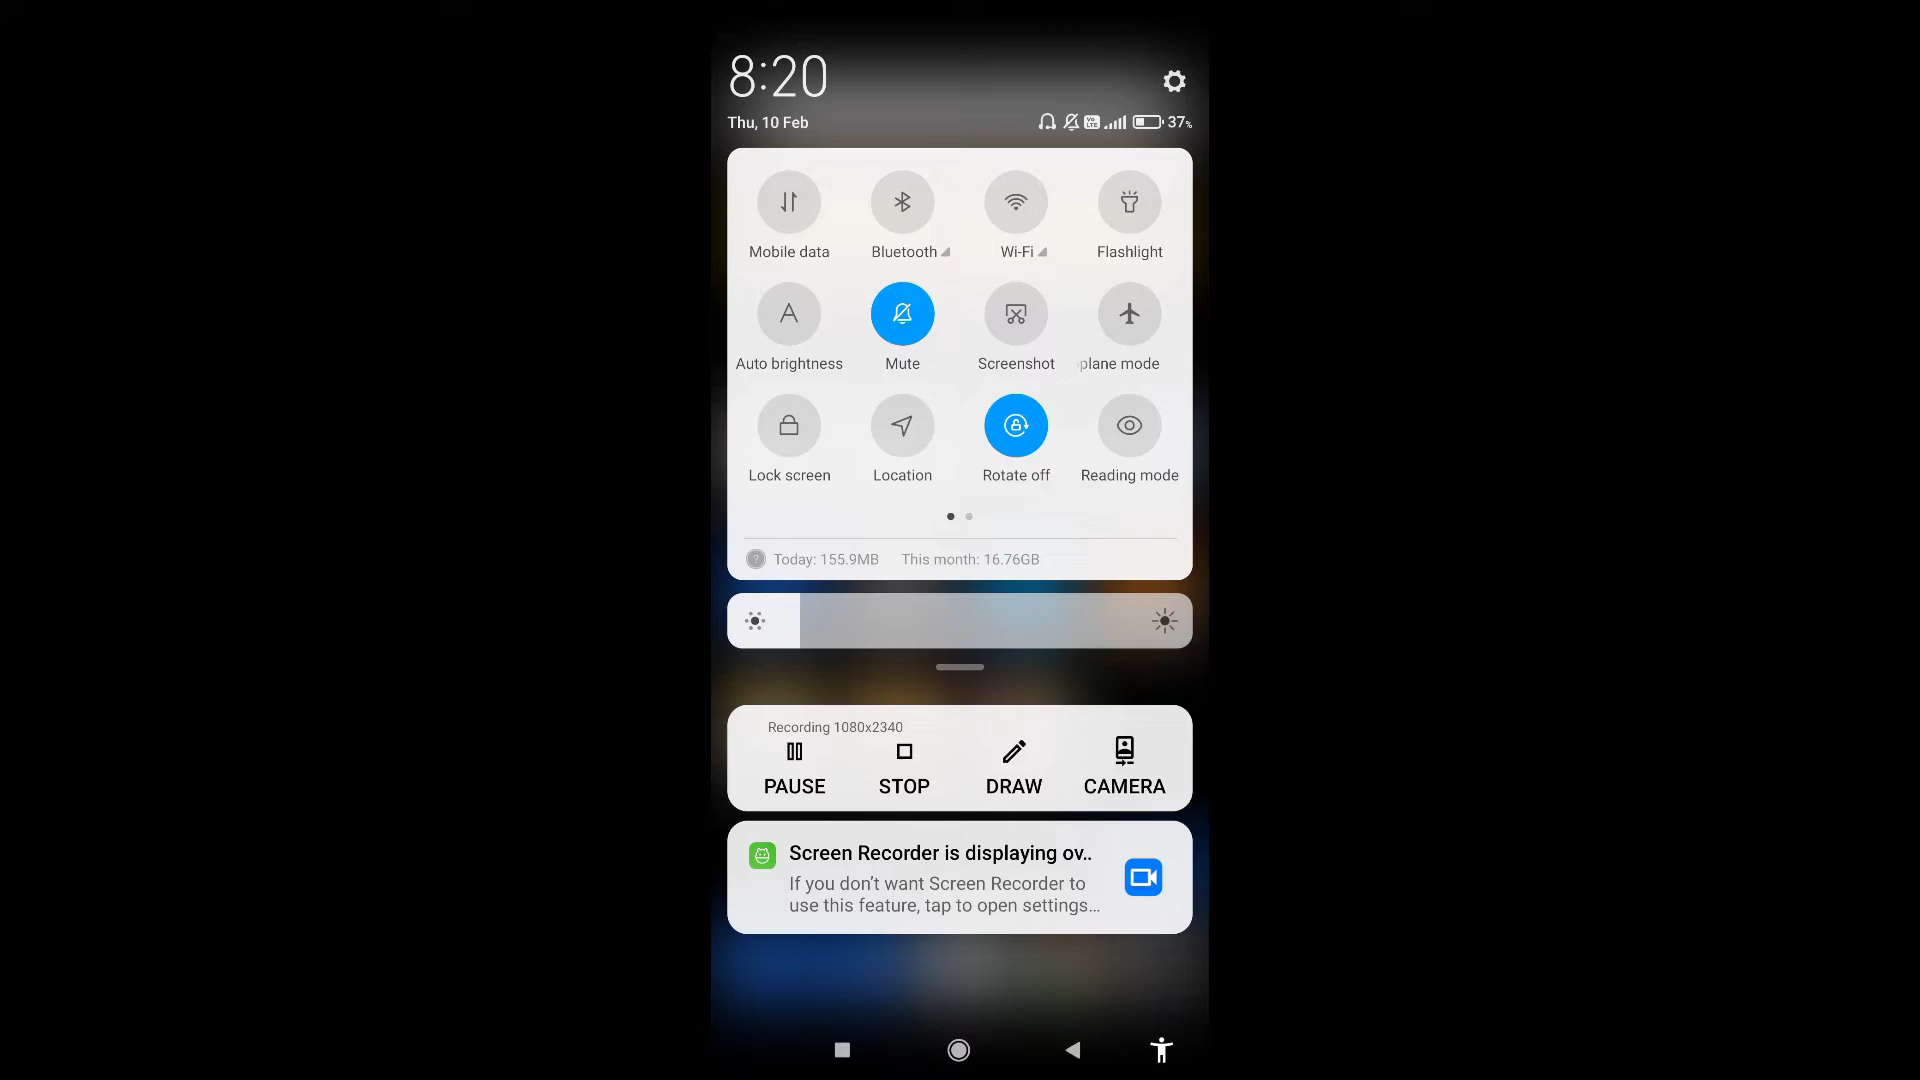 8:20
Thu, 10 Feb
Vo LTE 37%
Mobile data
Bluetooth
Wi-Fi
Flashlight
Auto brightness
Mute
Screenshot
plane mode
Lock screen
Location
Rotate off
Reading mode
Today: 155.9MB This month: 16.76GB
Recording 1080x2340
PAUSE
STOP
DRAW
CAMERA
Screen Recorder is displaying ov..
If you don't want Screen Recorder to
use this feature, tap to open settings...